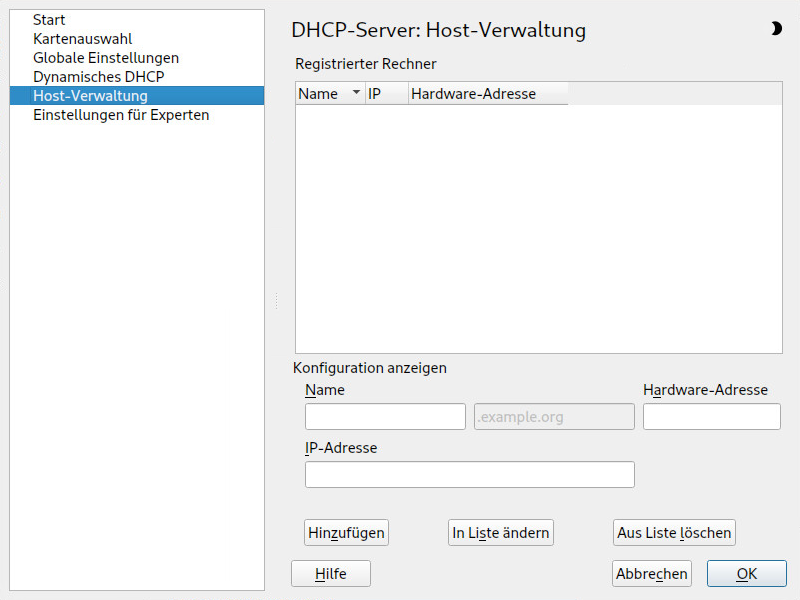 Start
Kartenauswahl
Globale Einstellungen
Dynamisches DHCP
Host-Verwaltung
Einstellungen für Experten
DHCP-Server: Host-Verwaltung
Registrierter Rechner
Name IP Hardware-Adresse
Konfiguration anzeigen
Name Hardware-Adresse
.example.org
IP-Adresse
Hinzufügen In Liste ändern Aus Liste löschen
Hilfe Abbrechen OK